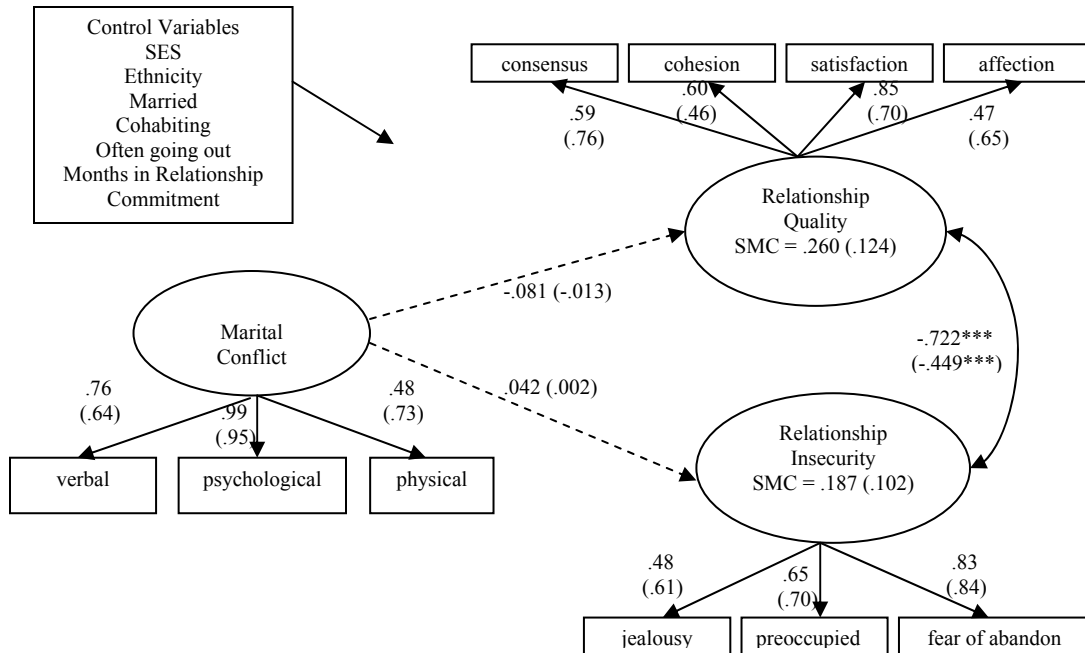 Control Variables
SES
Ethnicity
Married
Cohabiting
Often going out
Months in Relationship
Commitment
consensus
cohesion
satisfaction
affection
.59
(.76)
.60
(.46)
.85
(.70)
.47
(.65)
Relationship
Quality
SMC = .260 (.124)
-.081 (-.013)
Marital
Conflict
-.722***
(-.449***)
.042 (.002)
.76
(.64)
.99
(.95)
.48
(.73)
verbal
psychological
physical
Relationship
Insecurity
SMC = .187 (.102)
.48
(.61)
.65
(.70)
.83
(.84)
jealousy
preoccupied
fear of abandon